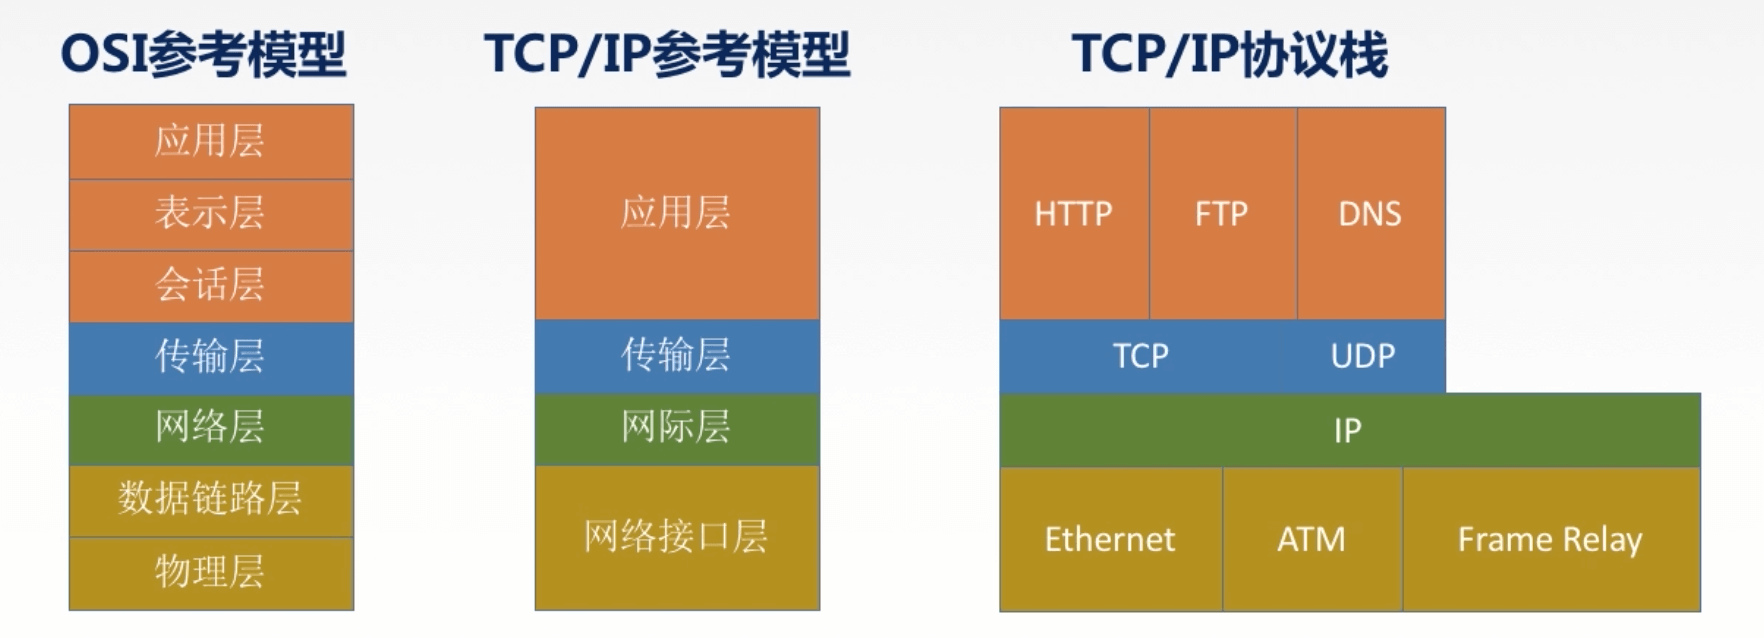 OSI参考模型
应用层
表示层
会话层
传输层
网络层
数据链路层
物理层
TCP/IP参考模型
应用层
传输层
网际层
网络接口层
TCP/IP协议栈
HTTP FTP DNS
TCP UDP
IP
Ethernet ATM Frame Relay